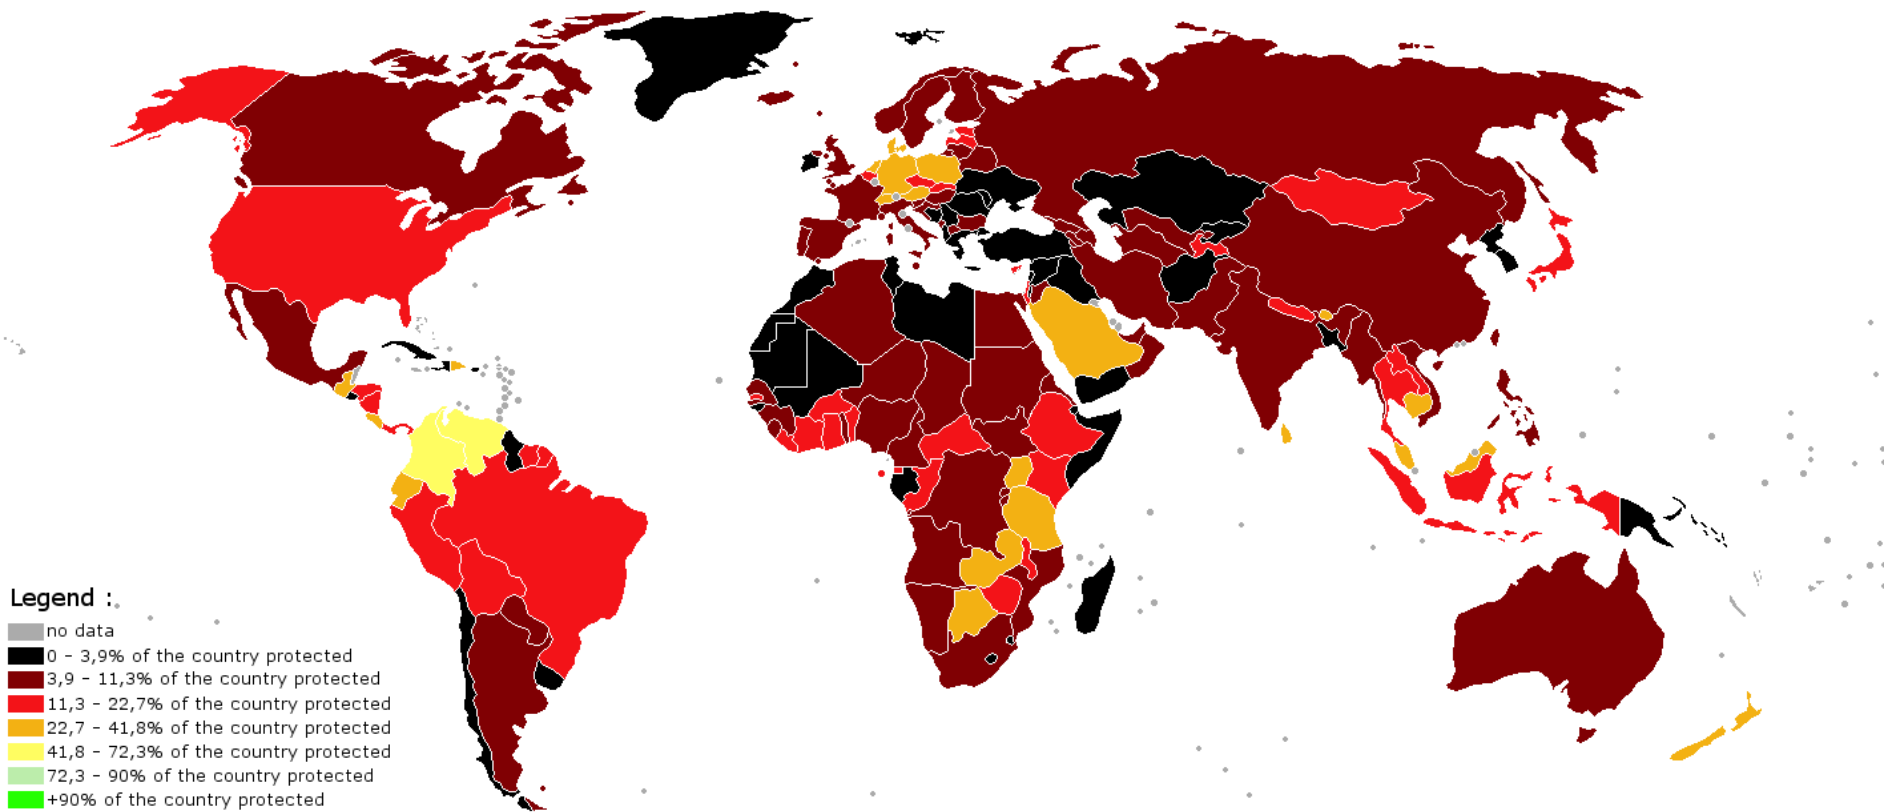 Legend :
no data
0 - 3,9% of the country protected
3,9 - 11,3% of the country protected
11,3 - 22,7% of the country protected
22,7 - 41,8% of the country protected
41,8 - 72,3% of the country protected
72,3 - 90% of the country protected
+90% of the country protected